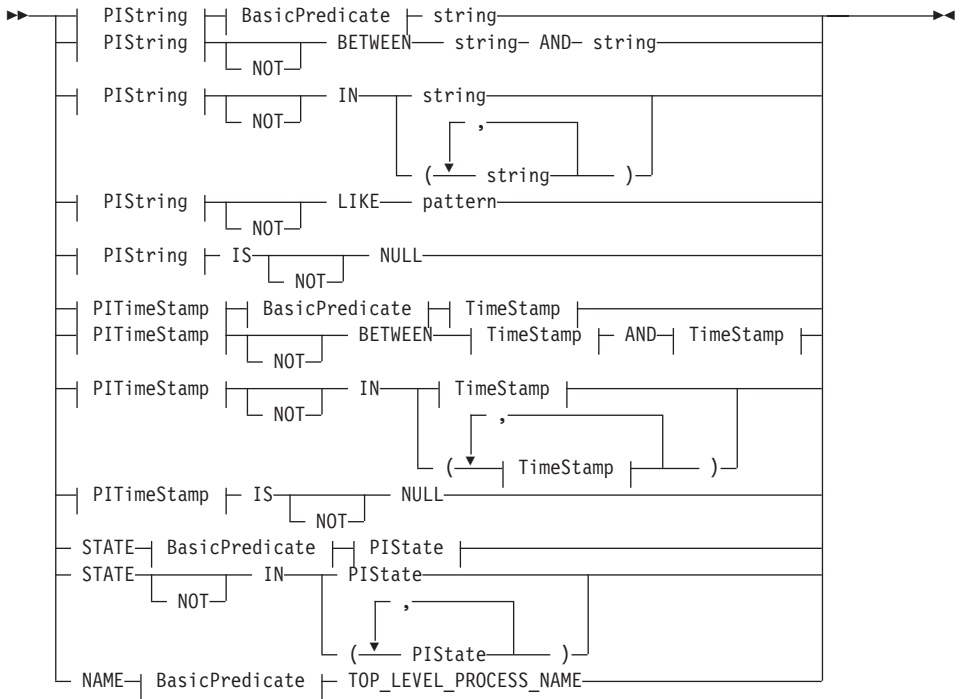 PIString BasicPredicate string
PIString BETWEEN string AND string
NOT
PIString IN string
NOT ,
( string )
PIString LIKE pattern
NOT
PIString IS NULL
NOT
PITimeStamp BasicPredicate TimeStamp
PITimeStamp BETWEEN TimeStamp AND TimeStamp
NOT
PITimeStamp IN TimeStamp
NOT ,
( TimeStamp )
PITimeStamp IS NULL
NOT
STATE BasicPredicate PIState
STATE IN PIState
NOT ,
( PIState )
NAME BasicPredicate TOP_LEVEL_PROCESS_NAME